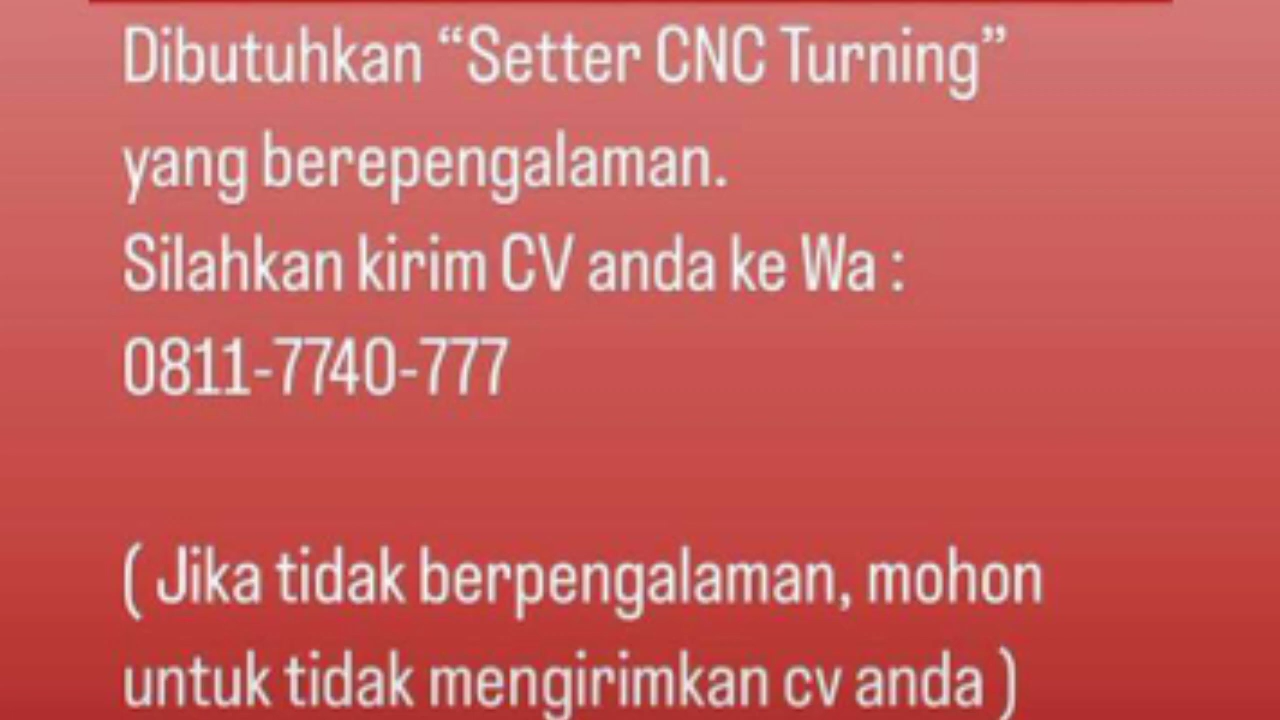 Dibutuhkan “Setter CNC Turning”
yang berepengalaman.
Silahkan kirim CV anda ke Wa :
0811-7740-777
( Jika tidak berpengalaman, mohon
untuk tidak mengirimkan cv anda )